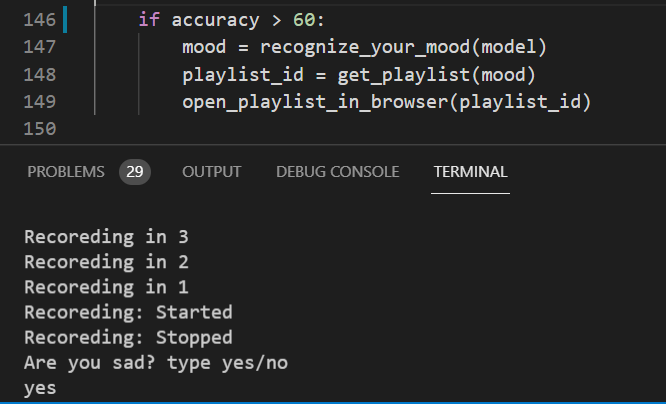 146 if accuracy > 60:
147 mood = recognize_your_mood(model)
148 playlist_id = get_playlist(mood)
149 open_playlist_in_browser(playlist_id)
150
PROBLEMS 29 OUTPUT DEBUG CONSOLE TERMINAL
Recoreding in 3
Recoreding in 2
Recoreding in 1
Recoreding: Started
Recoreding: Stopped
Are you sad? type yes/no
yes